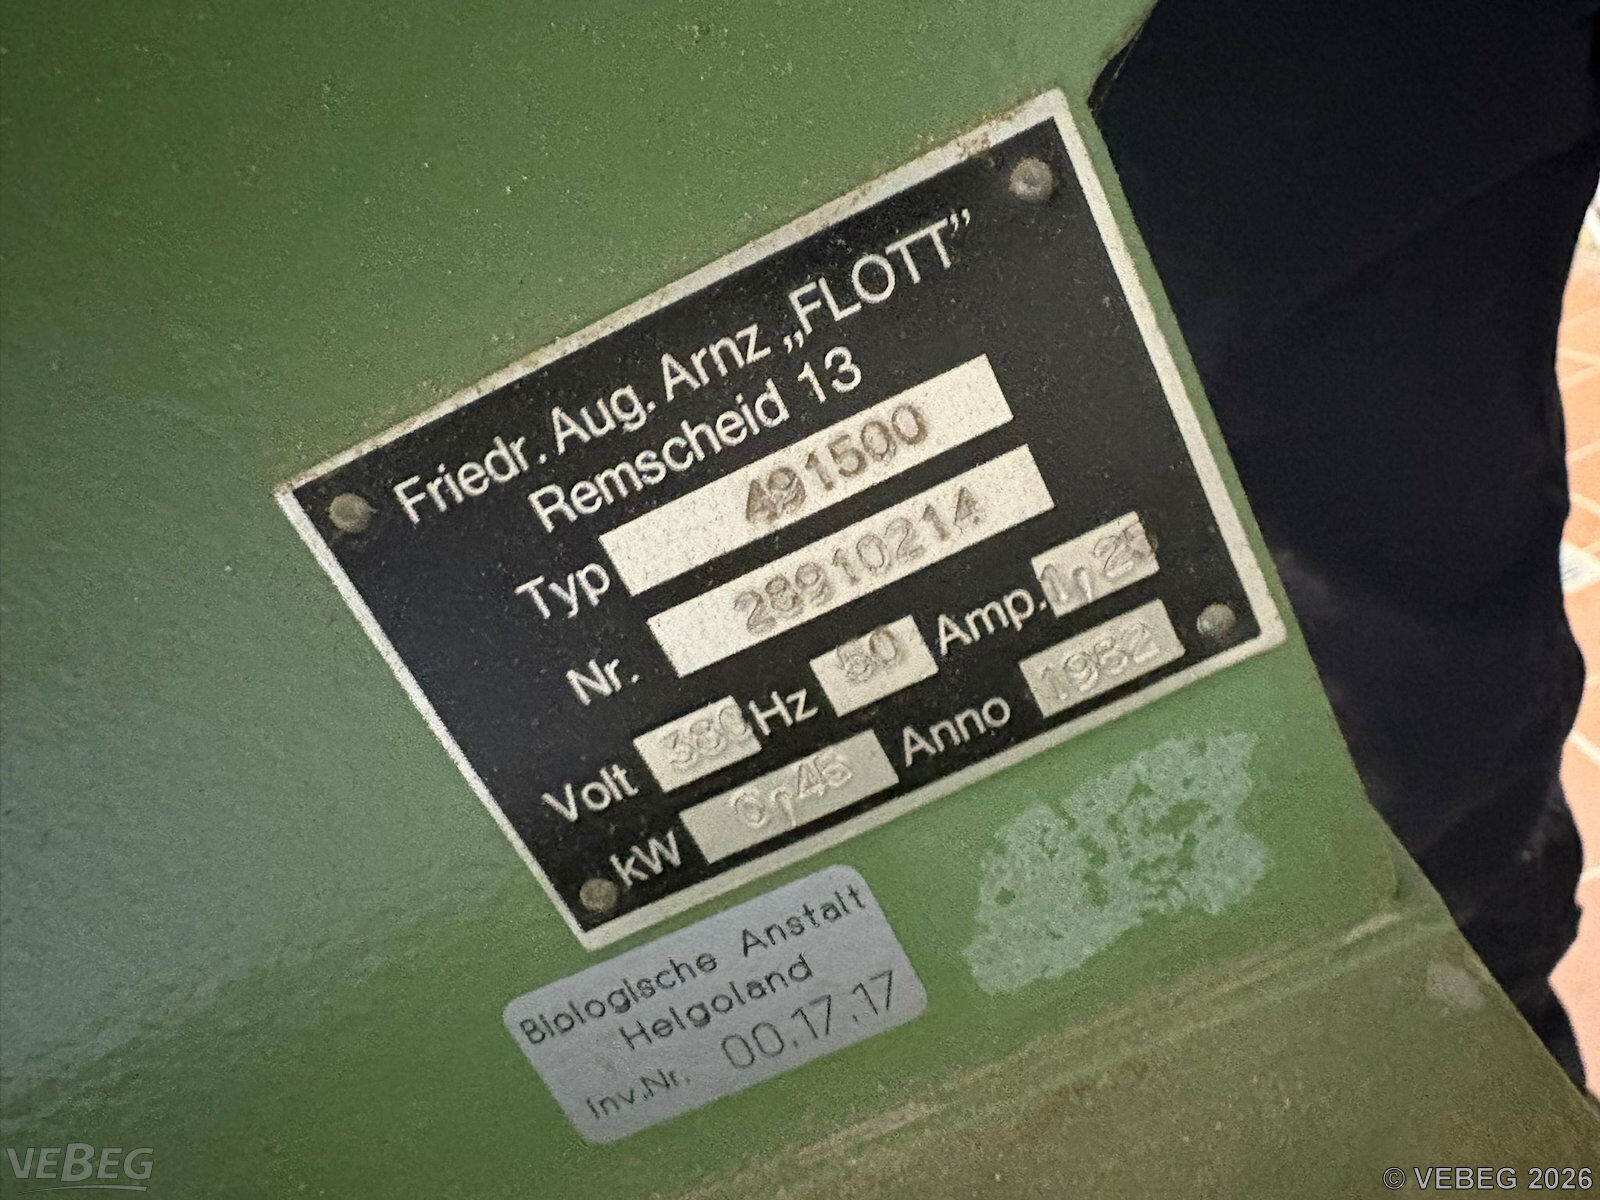 Friedr. Aug. Arnz „FLOTT”
Remscheid 13
Typ 491500
Nr. 28910214
Volt 380 Hz 50 Amp. 1,25
kW 0,45 Anno 1982
Biologische Anstalt
Helgoland
Inv.Nr. 00.17.17
VEBEG
© VEBEG 2026